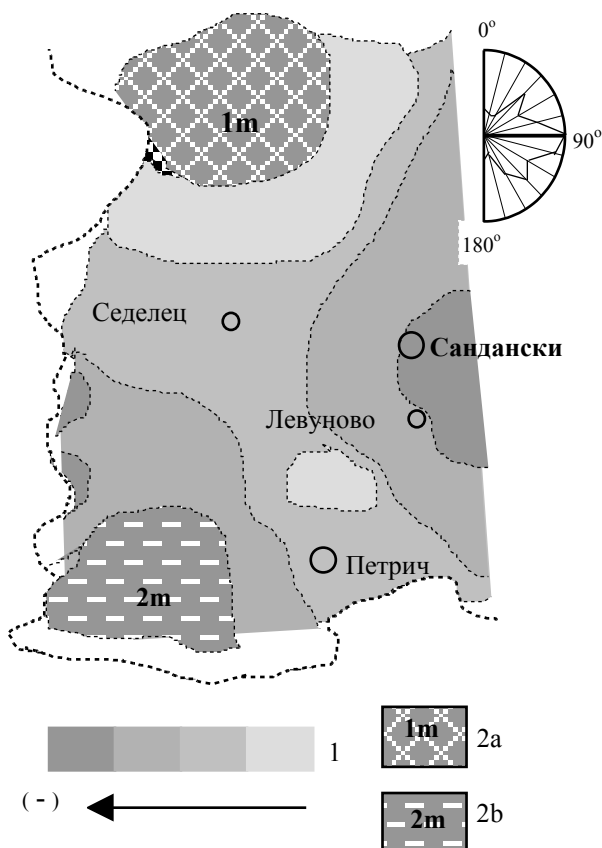 0º
1m
90º
180º
Седелец
Сандански
Левуново
Петрич
2m
1
1m
2a
(-)
2m
2b